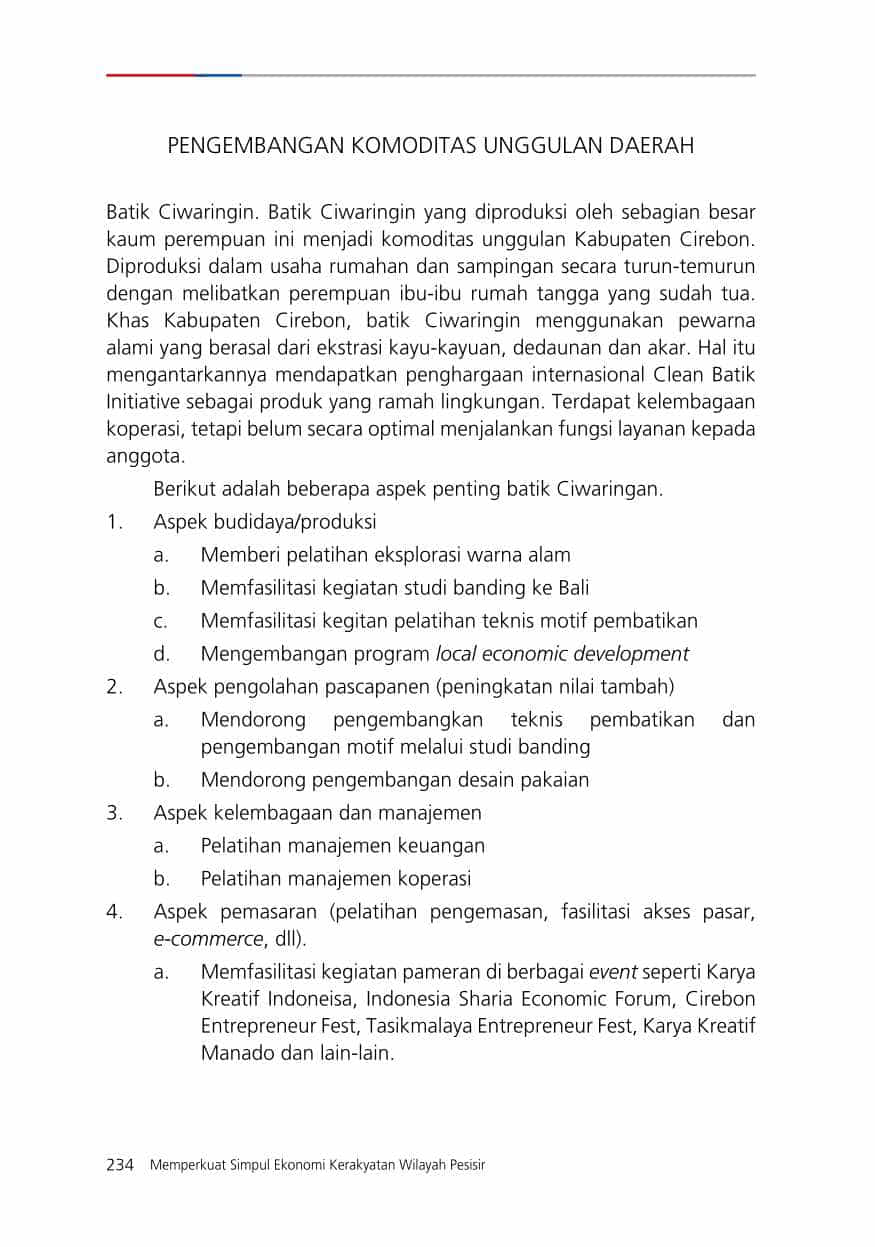 PENGEMBANGAN KOMODITAS UNGGULAN DAERAH
Batik Ciwaringin. Batik Ciwaringin yang diproduksi oleh sebagian besar
kaum perempuan ini menjadi komoditas unggulan Kabupaten Cirebon.
Diproduksi dalam usaha rumahan dan sampingan secara turun-temurun
dengan melibatkan perempuan ibu-ibu rumah tangga yang sudah tua.
Khas Kabupaten Cirebon, batik Ciwaringin menggunakan pewarna
alami yang berasal dari ekstrasi kayu-kayuan, dedaunan dan akar. Hal itu
mengantarkannya mendapatkan penghargaan internasional Clean Batik
Initiative sebagai produk yang ramah lingkungan. Terdapat kelembagaan
koperasi, tetapi belum secara optimal menjalankan fungsi layanan kepada
anggota.
Berikut adalah beberapa aspek penting batik Ciwaringan.
1. Aspek budidaya/produksi
a. Memberi pelatihan eksplorasi warna alam
b. Memfasilitasi kegiatan studi banding ke Bali
c. Memfasilitasi kegitan pelatihan teknis motif pembatikan
d. Mengembangan program local economic development
2. Aspek pengolahan pascapanen (peningkatan nilai tambah)
a. Mendorong pengembangkan teknis pembatikan dan
pengembangan motif melalui studi banding
b. Mendorong pengembangan desain pakaian
3. Aspek kelembagaan dan manajemen
a. Pelatihan manajemen keuangan
b. Pelatihan manajemen koperasi
4. Aspek pemasaran (pelatihan pengemasan, fasilitasi akses pasar,
e-commerce, dll).
a. Memfasilitasi kegiatan pameran di berbagai event seperti Karya
Kreatif Indoneisa, Indonesia Sharia Economic Forum, Cirebon
Entrepreneur Fest, Tasikmalaya Entrepreneur Fest, Karya Kreatif
Manado dan lain-lain.
234 Memperkuat Simpul Ekonomi Kerakyatan Wilayah Pesisir